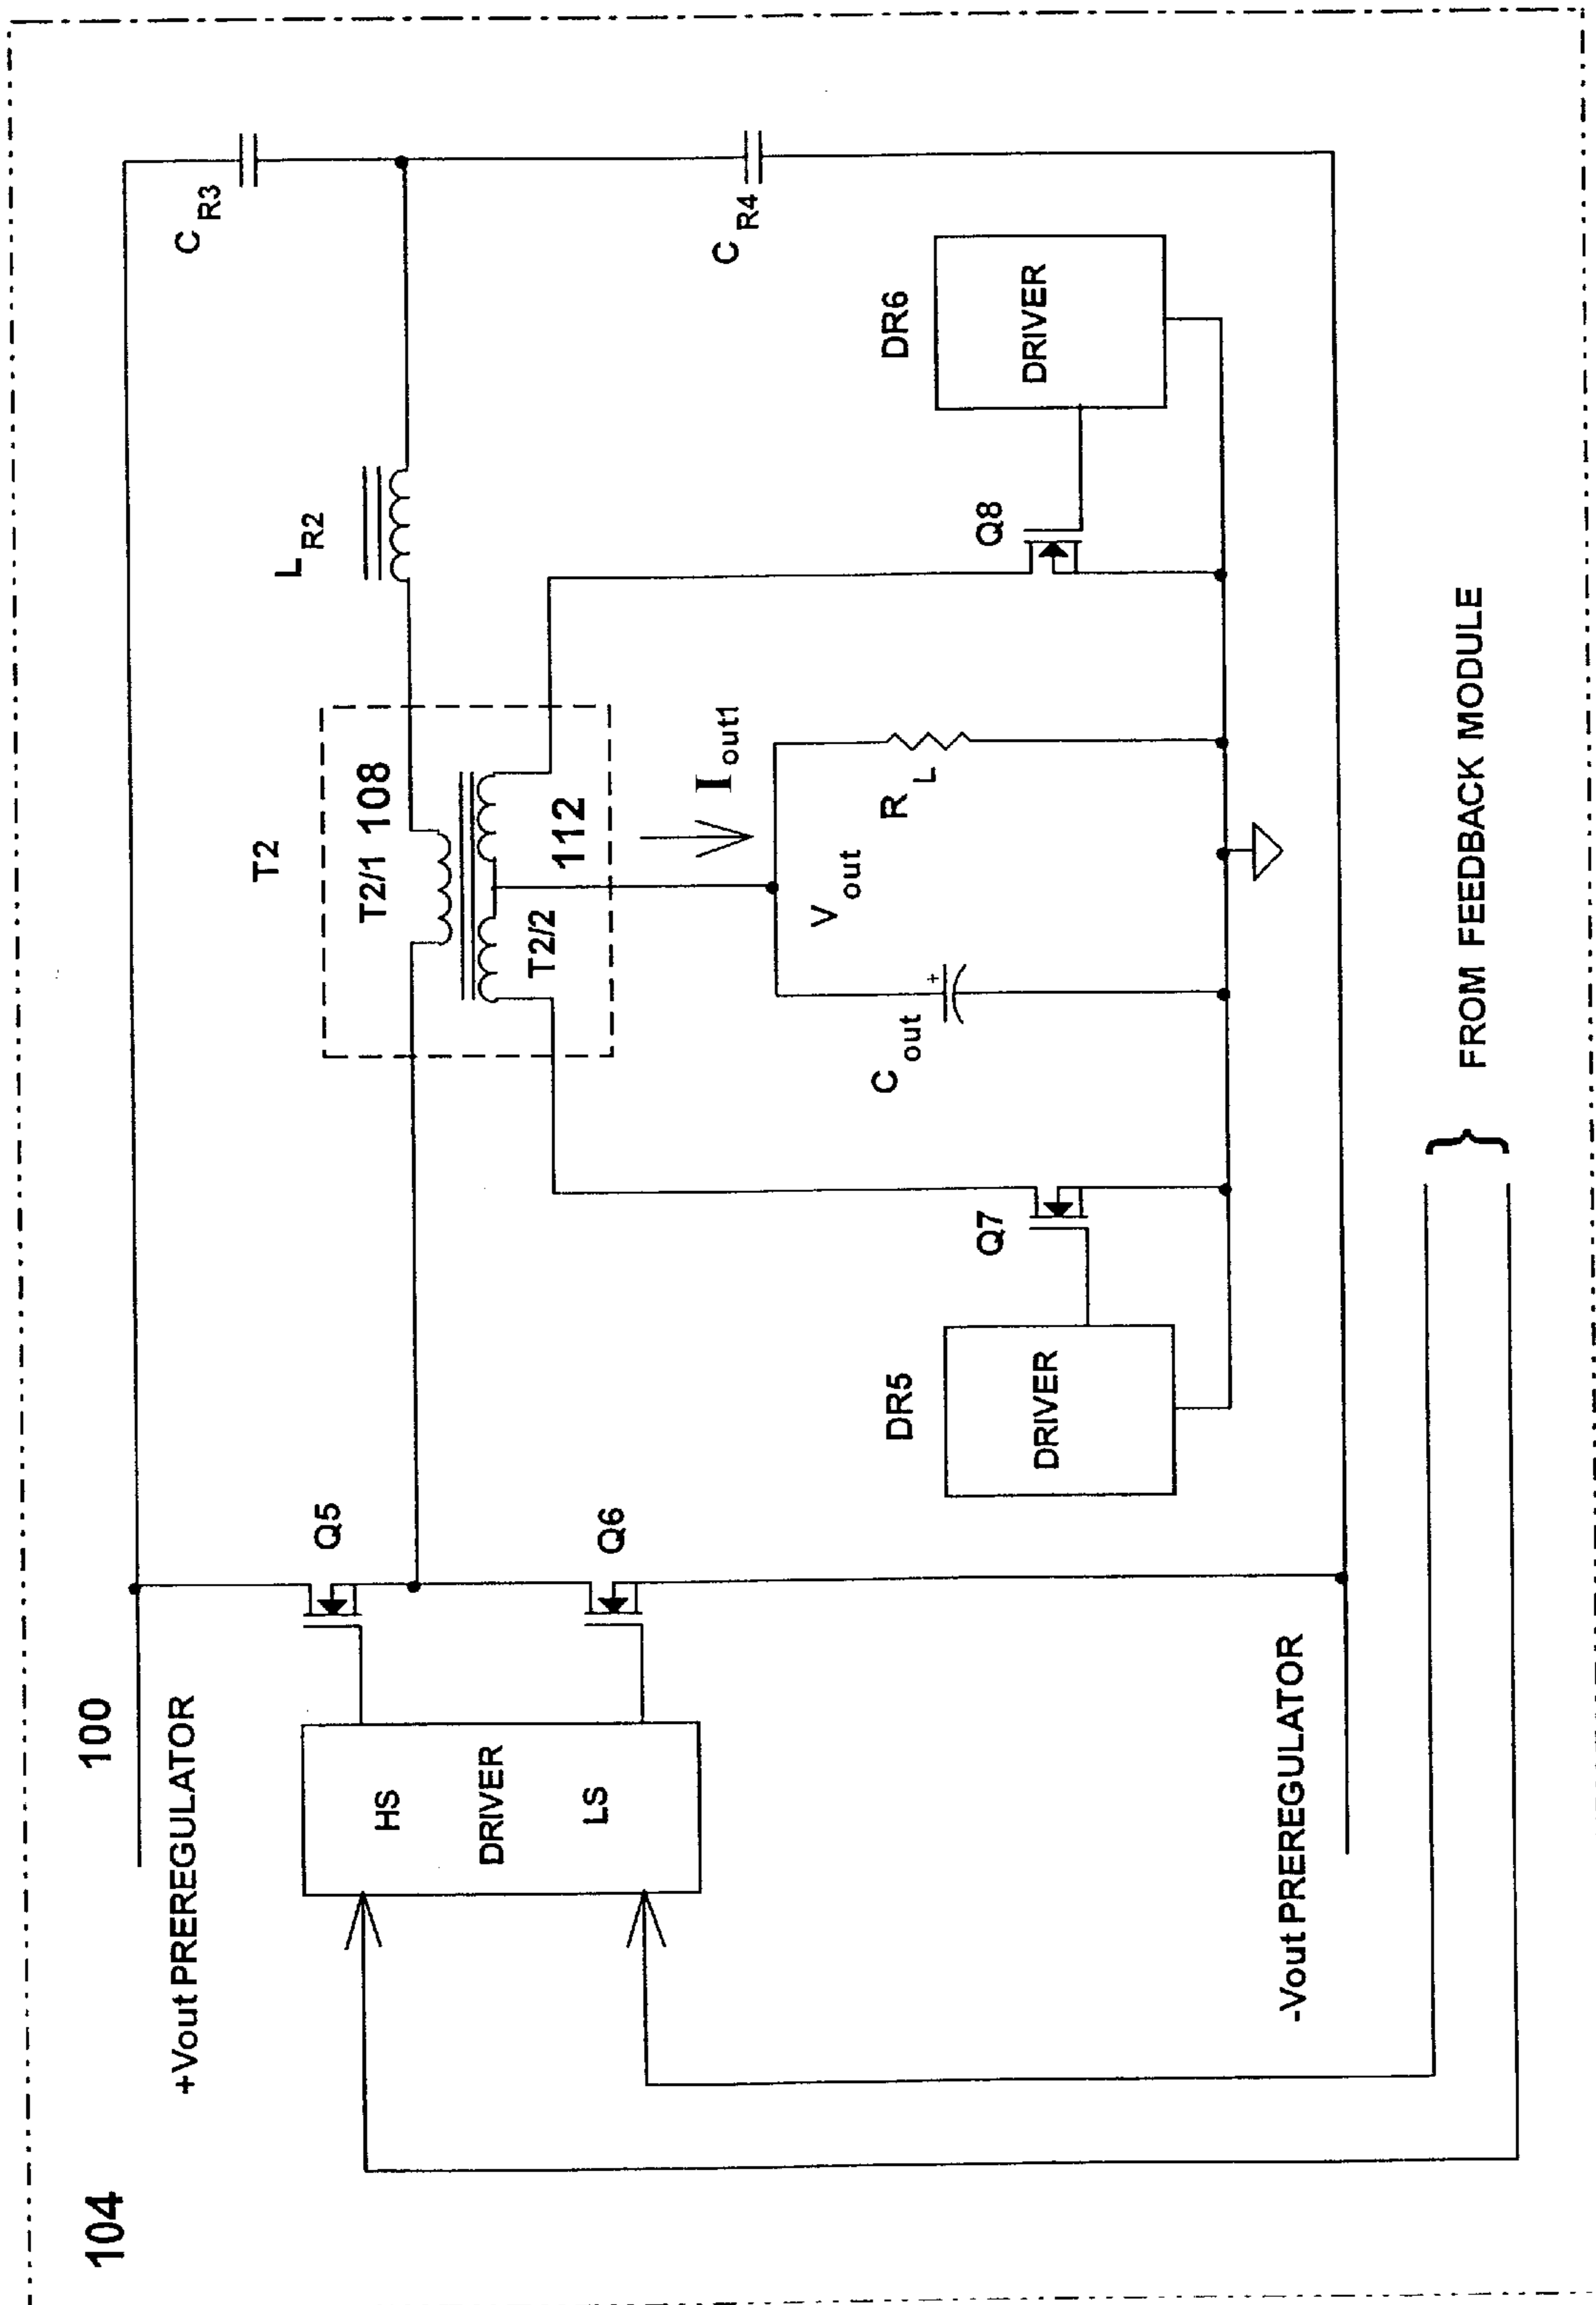 104
100
+Vout PREREGULATOR
HS
DRIVER
LS
Q5
Q6
-Vout PREREGULATOR
T2
T2/1 108
T2/2
112
I out1
L R2
C R3
C R4
V out
C out
+
R L
Q7
DR5
DRIVER
Q8
DR6
DRIVER
FROM FEEDBACK MODULE